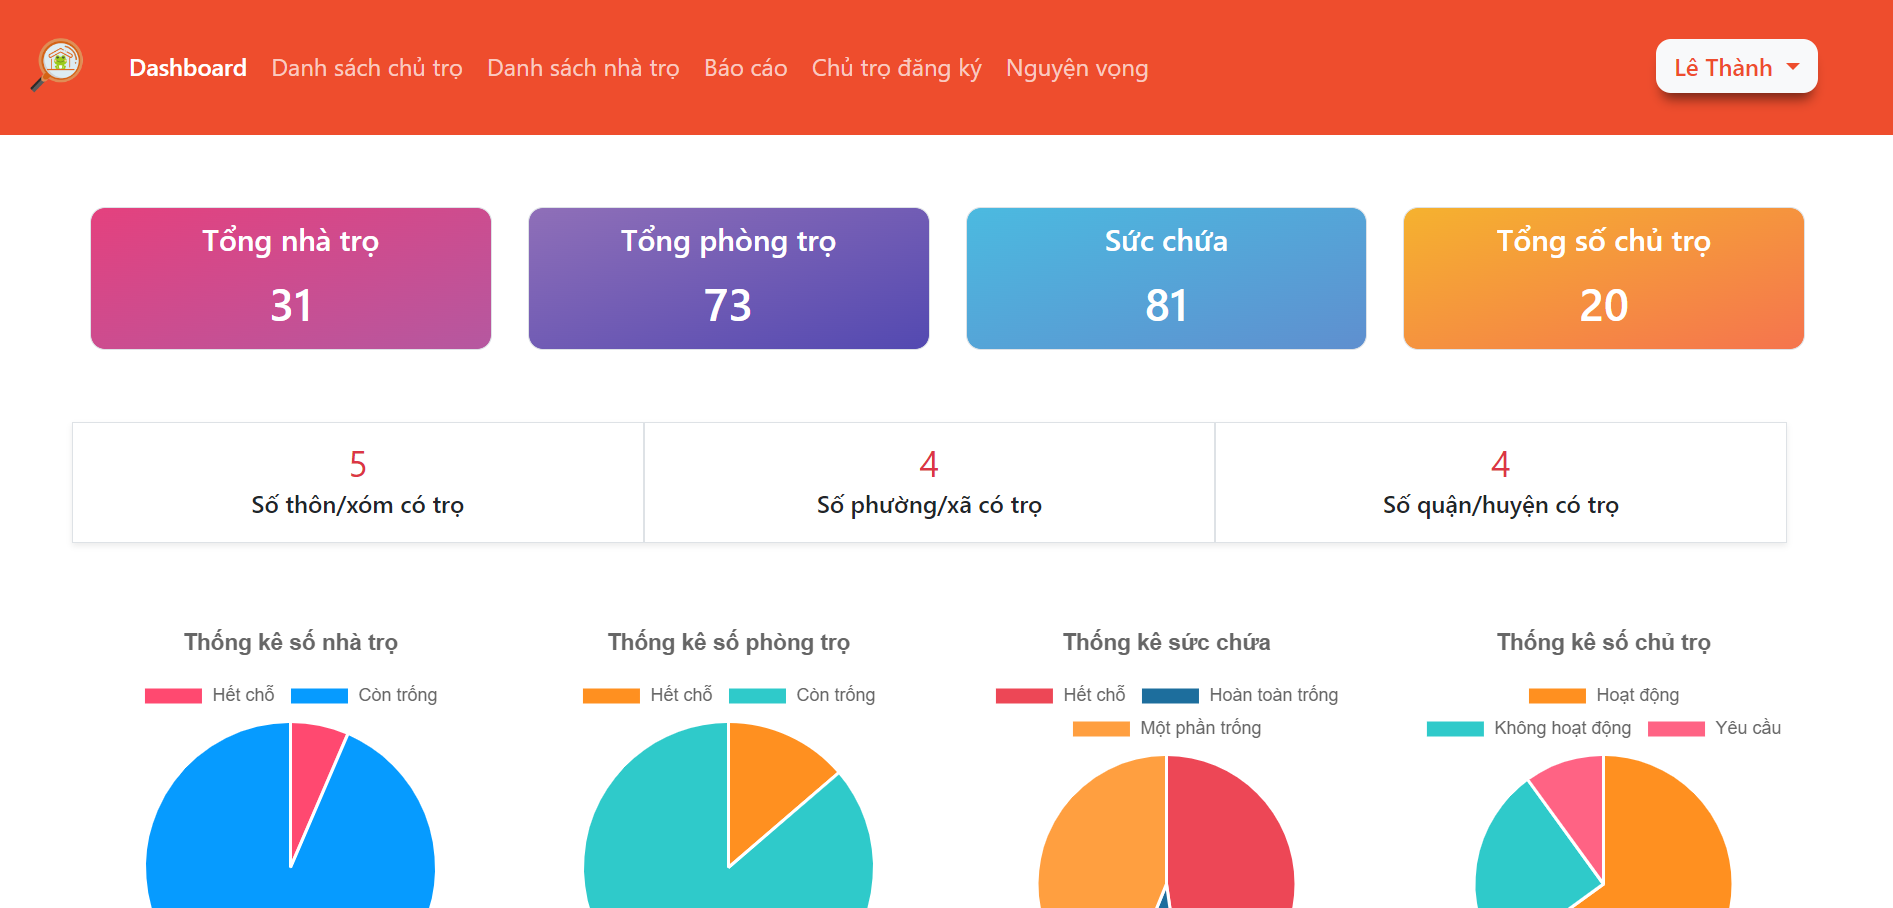 Dashboard Danh sách chủ trọ Danh sách nhà trọ Báo cáo Chủ trọ đăng ký Nguyện vọng Lê Thành
Tổng nhà trọ
31
Tổng phòng trọ
73
Sức chứa
81
Tổng số chủ trọ
20
5
Số thôn/xóm có trọ
4
Số phường/xã có trọ
4
Số quận/huyện có trọ
Thống kê số nhà trọ
Hết chỗ Còn trống
Thống kê số phòng trọ
Hết chỗ Còn trống
Thống kê sức chứa
Hết chỗ Hoàn toàn trống
Một phần trống
Thống kê số chủ trọ
Hoạt động
Không hoạt động Yêu cầu